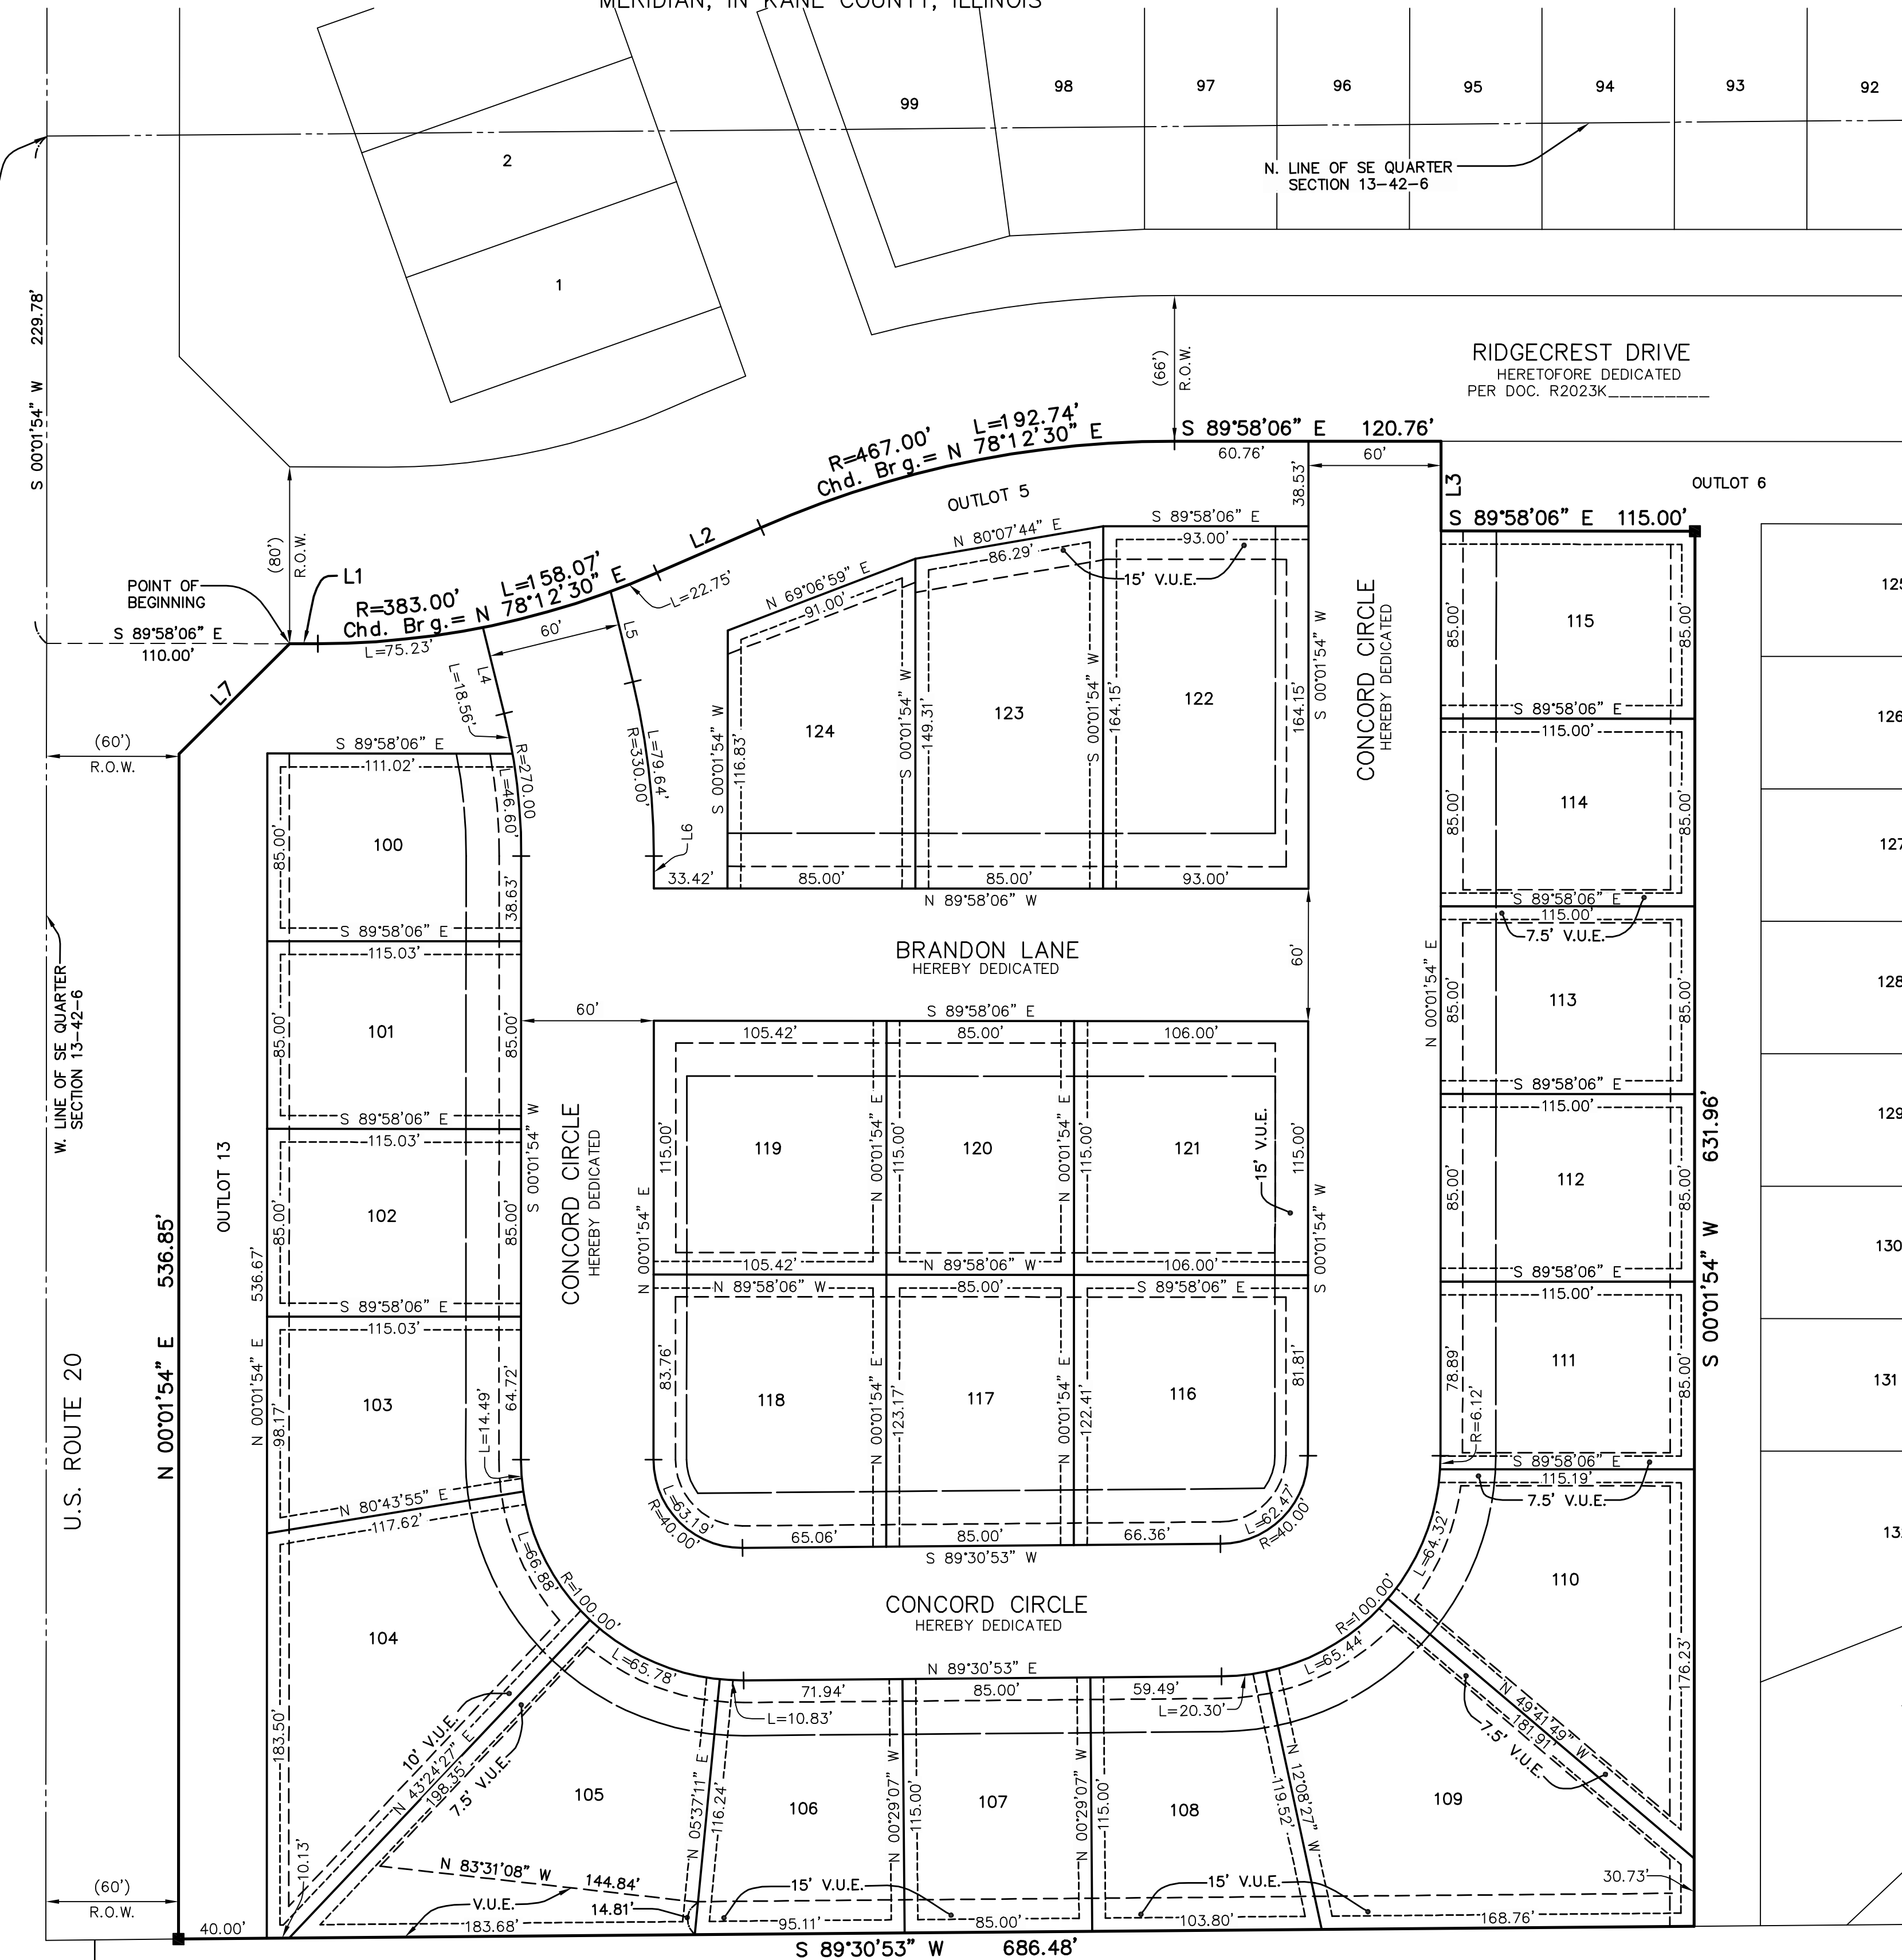 MERIDIAN, IN KANE COUNTY, ILLINOIS
99
98
97
96
95
94
93
92
2
1
N. LINE OF SE QUARTER
SECTION 13-42-6
S 00°01'54" W 229.78'
RIDGECREST DRIVE
HERETOFORE DEDICATED
PER DOC. R2023K_________
(66')
R.O.W.
L=192.74'
R=467.00'
Chd. Brg.= N 78°12'30" E
S 89°58'06" E 120.76'
60.76'
60'
38.53'
L3
OUTLOT 6
S 89°58'06" E 115.00'
OUTLOT 5
L2
(80')
R.O.W.
POINT OF
BEGINNING
L1
S 89°58'06" E
110.00'
L7
L=158.07'
R=383.00'
Chd. Brg.= N 78°12'30" E
L=75.23'
L=22.75'
60'
L4
L5
L=18.56'
R=270.00
L=46.60'
R=330.00'
L=79.64'
L6
33.42'
(60')
R.O.W.
N 69°06'59" E
91.00'
N 80°07'44" E
86.29'
S 89°58'06" E
93.00'
15' V.U.E.
124
123
122
S 00°01'54" W
116.83'
S 00°01'54" W
149.31'
S 00°01'54" W
164.15'
164.15'
S 00°01'54" W
85.00'
85.00'
93.00'
N 89°58'06" W
CONCORD CIRCLE
HEREBY DEDICATED
BRANDON LANE
HEREBY DEDICATED
60'
60'
S 89°58'06" E
111.02'
85.00'
100
38.63'
S 89°58'06" E
115.03'
85.00'
101
85.00'
S 89°58'06" E
115.03'
85.00'
102
85.00'
S 89°58'06" E
115.03'
98.17'
103
64.72'
L=14.49'
N 80°43'55" E
117.62'
S 00°01'54" W
CONCORD CIRCLE
HEREBY DEDICATED
W. LINE OF SE QUARTER
SECTION 13-42-6
OUTLOT 13
N 00°01'54" E 536.85'
N 00°01'54" E 536.67'
U.S. ROUTE 20
S 89°58'06" E
105.42'
85.00'
106.00'
119
120
121
115.00'
N 00°01'54" E
115.00'
N 00°01'54" E
115.00'
115.00'
15' V.U.E.
N 00°01'54" E
S 00°01'54" W
105.42'
N 89°58'06" W
106.00'
N 89°58'06" W
85.00'
S 89°58'06" E
118
117
116
83.76'
N 00°01'54" E
123.17'
N 00°01'54" E
122.41'
81.81'
L=63.19'
R=40.00'
65.06'
85.00'
66.36'
L=62.47'
R=40.00'
S 89°30'53" W
CONCORD CIRCLE
HEREBY DEDICATED
115
85.00'
85.00'
S 89°58'06" E
115.00'
114
85.00'
85.00'
S 89°58'06" E
115.00'
7.5' V.U.E.
N 00°01'54" E
113
85.00'
85.00'
S 89°58'06" E
115.00'
112
85.00'
85.00'
S 89°58'06" E
115.00'
111
78.89'
85.00'
R=6.12'
S 89°58'06" E
115.19'
7.5' V.U.E.
110
L=64.32'
176.23'
S 00°01'54" W 631.96'
125
126
127
128
129
130
131
104
L=66.88'
R=100.00'
183.50'
10' V.U.E.
N 43°24'27" E
198.35'
7.5' V.U.E.
10.13'
105
L=65.78'
N 83°31'08" W 144.84'
V.U.E.
14.81'
183.68'
N 05°37'11" E
116.24'
L=10.83'
N 89°30'53" E
71.94'
85.00'
59.49'
L=20.30'
106
107
108
N 00°29'07" W
115.00'
N 00°29'07" W
115.00'
15' V.U.E.
15' V.U.E.
95.11'
85.00'
103.80'
N 12°08'27" W
119.52'
109
L=65.44'
R=100.00'
N 49°41'49" W
181.91'
7.5' V.U.E.
30.73'
168.76'
(60')
R.O.W.
40.00'
S 89°30'53" W 686.48'